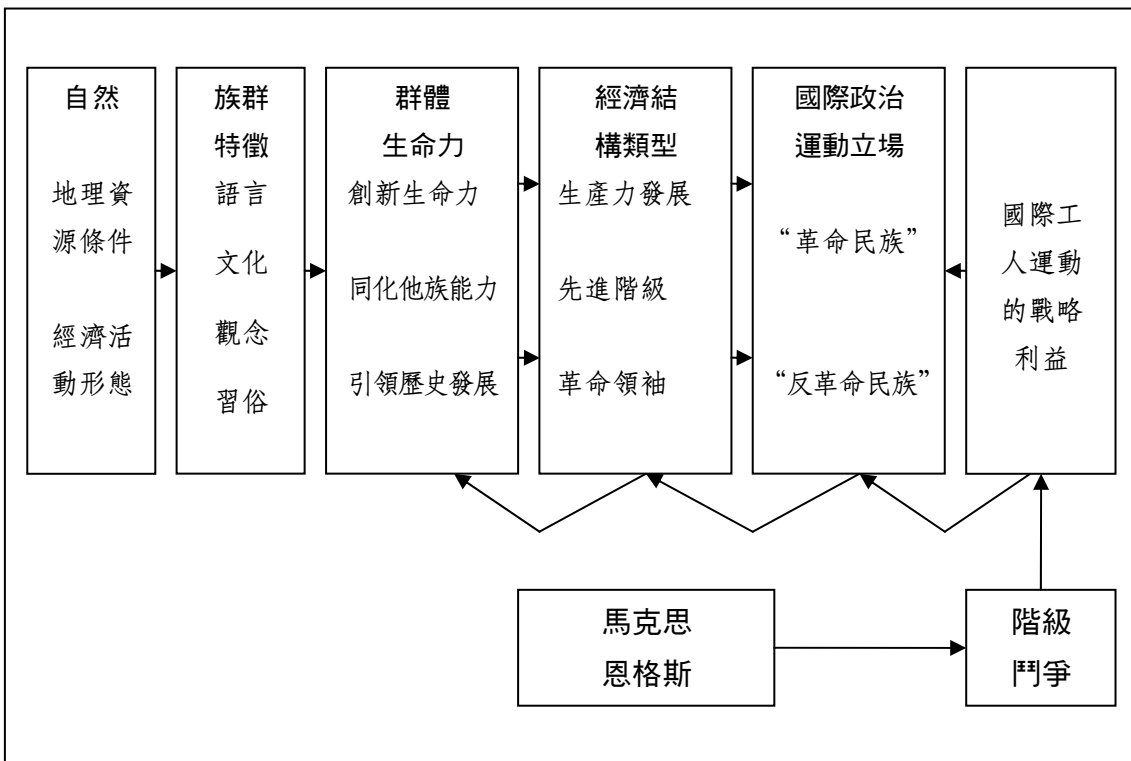 自然
地理資
源條件
經濟活
動形態
族群
特徵
語言
文化
觀念
習俗
群體
生命力
創新生命力
同化他族能力
引領歷史發展
經濟結
構類型
生產力發展
先進階級
革命領袖
國際政治
運動立場
“革命民族”
“反革命民族”
國際工
人運動
的戰略
利益
馬克思
恩格斯
階級
鬥爭